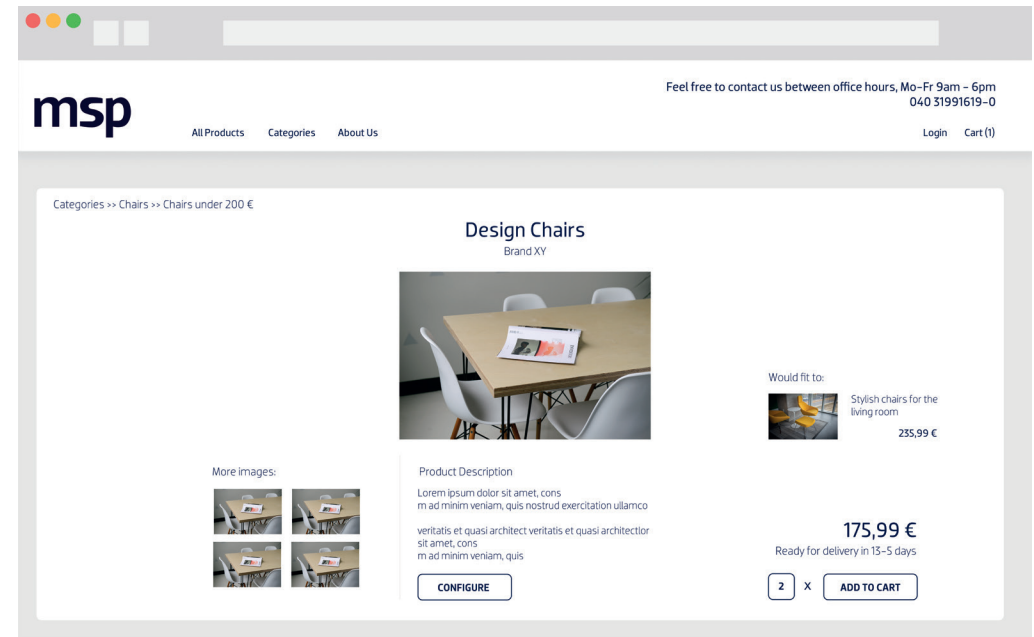 Feel free to contact us between office hours, Mo-Fr 9am - 6pm
040 31991619-0
msp
All Products Categories About Us
Login Cart (1)
Categories >> Chairs >> Chairs under 200 €
Design Chairs
Brand XY
Would fit to:
Stylish chairs for the
living room
235,99 €
More images:
Product Description
Lorem ipsum dolor sit amet, cons
m ad minim veniam, quis nostrud exercitation ullamco
veritatis et quasi architect veritatis et quasi architectlor
sit amet, cons
m ad minim veniam, quis
CONFIGURE
175,99 €
Ready for delivery in 13-5 days
2 X ADD TO CART